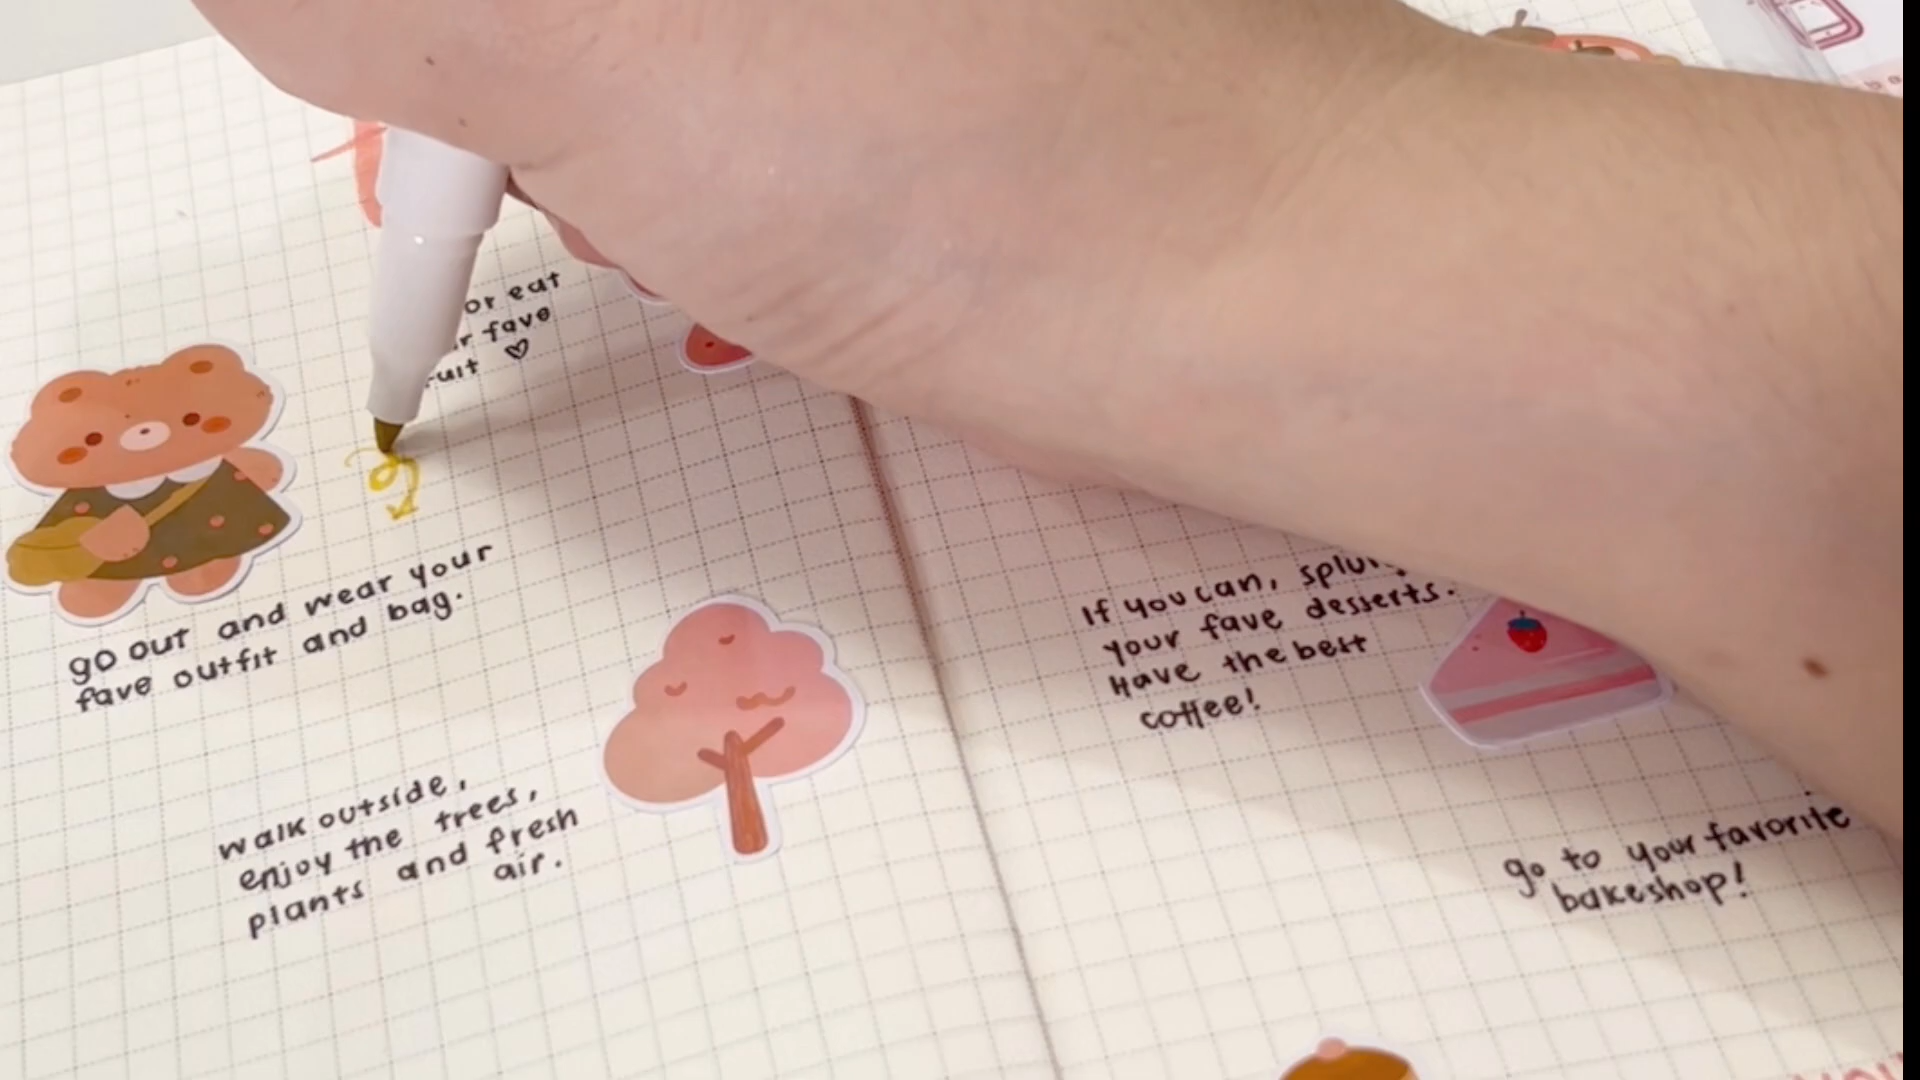 or eat
fave
go out and wear your
fave outfit and bag.
walk outside,
enjoy the trees,
plants and fresh
air.
If you can,
your fave desserts.
Have the best
coffee!
go to your favorite
bakeshop!